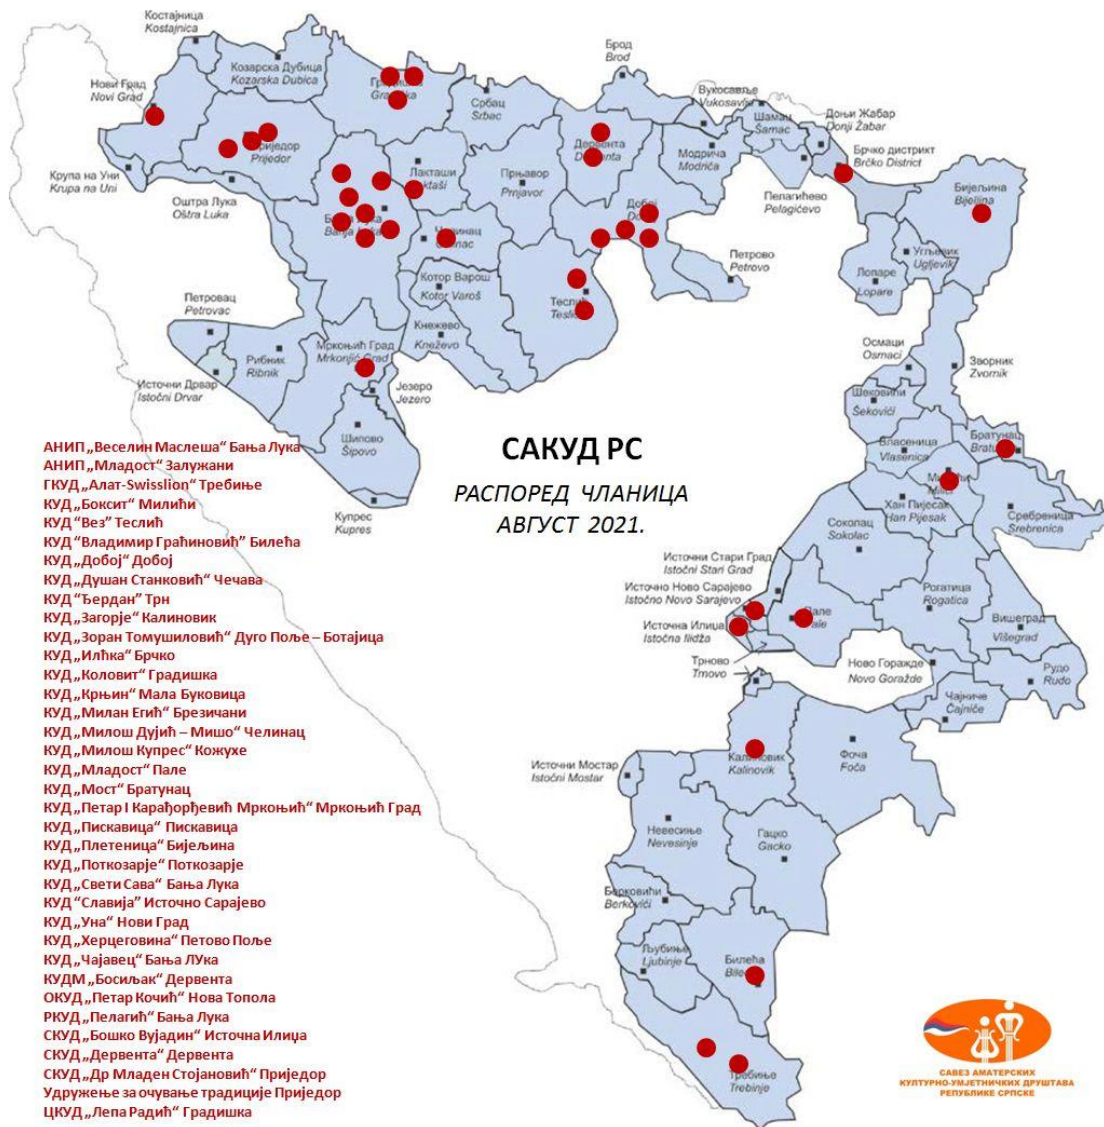 Костајница
Kostajnica
Козарска Дубица
Kozarska Dubica
Нови Град
Novi Grad
Србац
Srbac
Брод
Brod
Вукосавље
Vukosavlje
Шамац
Šamac
Доњи Жабар
Donji Žabar
Брчко дистрикт
Brčko District
Дервента
Модрича
Modriča
Пелагићево
Pelagićevo
Бијељина
Bijeljina
Приједор
Prijedor
Крупа на Уни
Krupa na Uni
Оштра Лука
Oštra Luka
Лакташи
Прњавор
Prnjavor
Добој
Петрово
Petrovo
Угљевик
Ugljevik
Лопаре
Lopare
Котор Варош
Kotor Varoš
Теслић
Teslić
Кнежево
Kneževo
Петровац
Petrovac
Рибник
Ribnik
Мркоњић Град
Mrkonjić Grad
Источни Дрвар
Istočni Drvar
Језеро
Jezero
Шипово
Šipovo
Купрес
Kupres
Осмаци
Osmaci
Зворник
Zvornik
Шековићи
Šekovići
Власеница
Vlasenica
Братунац
Хан Пијесак
Han Pijesak
Сребреница
Srebrenica
Соколац
Sokolac
Источни Стари Град
Istočni Stari Grad
Источно Ново Сарајево
Istočno Novo Sarajevo
Источна Илиџа
Istočna Ilidža
Рогатица
Rogatica
Вишеград
Višegrad
Трново
Trnovo
Ново Горажде
Novo Goražde
Рудо
Rudo
Чајниче
Čajniče
Калиновик
Kalinovik
Фоча
Foča
Источни Мостар
Istočni Mostar
Невесиње
Nevesinje
Гацко
Gacko
Берковићи
Berkovići
Љубиње
Ljubinje
Билећа
Требиње
Trebinje
САКУД РС
РАСПОРЕД ЧЛАНИЦА
АВГУСТ 2021.
АНИП „Веселин Маслеша“ Бања Лука
АНИП „Младост“ Залужани
ГКУД „Алат-Swisslion“ Требиње
КУД „Боксит“ Милићи
КУД “Вез” Теслић
КУД “Владимир Граћиновић” Билећа
КУД „Добој“ Добој
КУД „Душан Станковић“ Чечава
КУД “Ђердан” Трн
КУД „Загорје“ Калиновик
КУД „Зоран Томушиловић“ Дуго Поље – Ботајица
КУД „Илћка“ Брчко
КУД „Коловит“ Градишка
КУД „Крњин“ Мала Буковица
КУД „Милан Егић“ Брезичани
КУД „Милош Дујић – Мишо“ Челинац
КУД „Милош Купрес“ Кожухе
КУД „Младост“ Пале
КУД „Мост“ Братунац
КУД „Петар I Карађорђевић Мркоњић“ Мркоњић Град
КУД „Пискавица“ Пискавица
КУД „Плетеница“ Бијељина
КУД „Поткозарје“ Поткозарје
КУД „Свети Сава“ Бања Лука
КУД “Славија” Источно Сарајево
КУД „Уна“ Нови Град
КУД „Херцеговина“ Петово Поље
КУД „Чајавец“ Бања ЛУка
КУДМ „Босиљак“ Дервента
ОКУД „Петар Кочић“ Нова Топола
РКУД „Пелагић“ Бања Лука
СКУД „Бошко Вујадин“ Источна Илиџа
СКУД „Дервента“ Дервента
СКУД „Др Младен Стојановић“ Приједор
Удружење за очување традиције Приједор
ЦКУД „Лепа Радић“ Градишка
САВЕЗ АМАТЕРСКИХ
КУЛТУРНО-УМЈЕТНИЧКИХ ДРУШТАВА
РЕПУБЛИКЕ СРПСКЕ